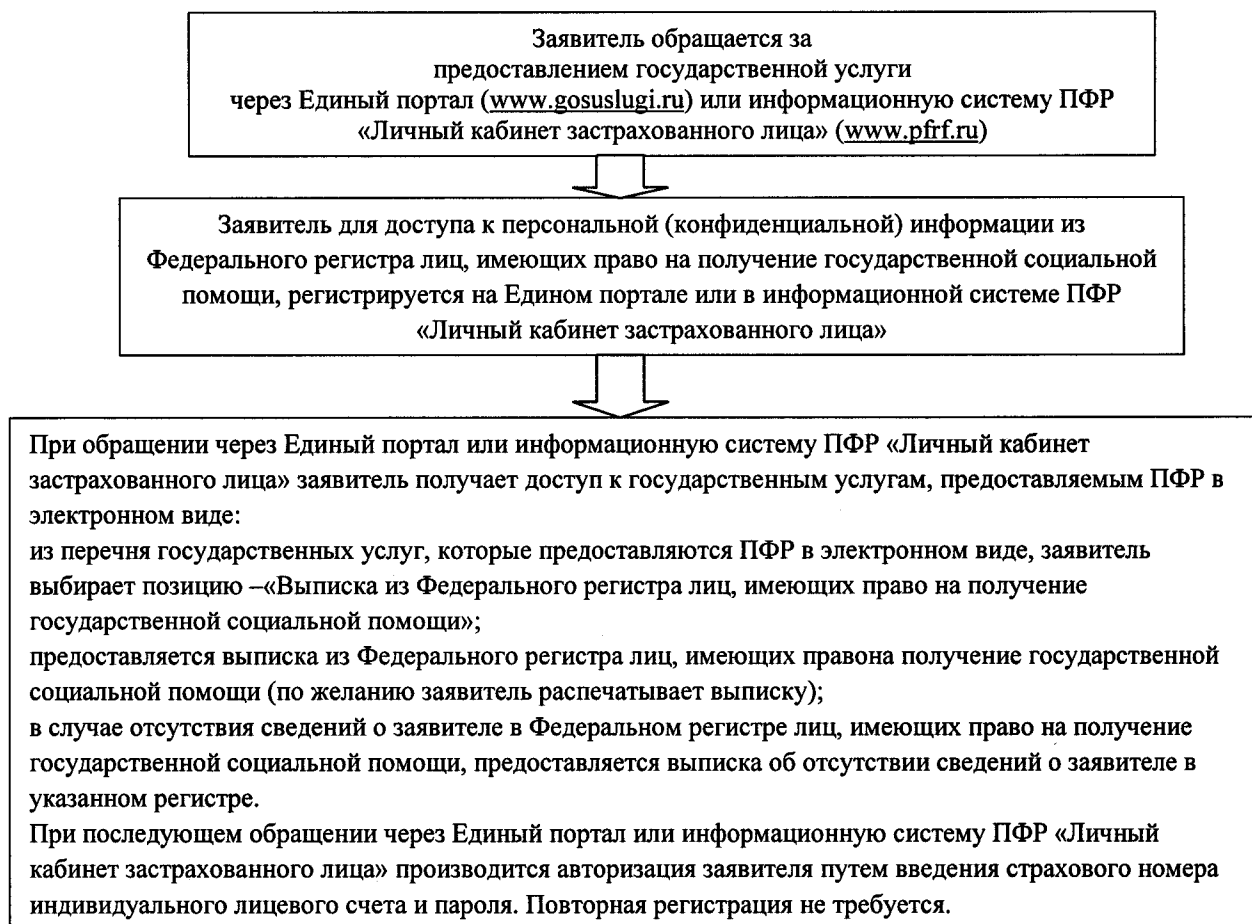 Заявитель обращается за
предоставлением государственной услуги
через Единый портал (www.gosuslugi.ru) или информационную систему ПФР
«Личный кабинет застрахованного лица» (www.pfrf.ru)
Заявитель для доступа к персональной (конфиденциальной) информации из
Федерального регистра лиц, имеющих право на получение государственной социальной
помощи, регистрируется на Едином портале или в информационной системе ПФР
«Личный кабинет застрахованного лица»
При обращении через Единый портал или информационную систему ПФР «Личный кабинет
застрахованного лица» заявитель получает доступ к государственным услугам, предоставляемым ПФР в
электронном виде:
из перечня государственных услуг, которые предоставляются ПФР в электронном виде, заявитель
выбирает позицию –«Выписка из Федерального регистра лиц, имеющих право на получение
государственной социальной помощи»;
предоставляется выписка из Федерального регистра лиц, имеющих правона получение государственной
социальной помощи (по желанию заявитель распечатывает выписку);
в случае отсутствия сведений о заявителе в Федеральном регистре лиц, имеющих право на получение
государственной социальной помощи, предоставляется выписка об отсутствии сведений о заявителе в
указанном регистре.
При последующем обращении через Единый портал или информационную систему ПФР «Личный
кабинет застрахованного лица» производится авторизация заявителя путем введения страхового номера
индивидуального лицевого счета и пароля. Повторная регистрация не требуется.